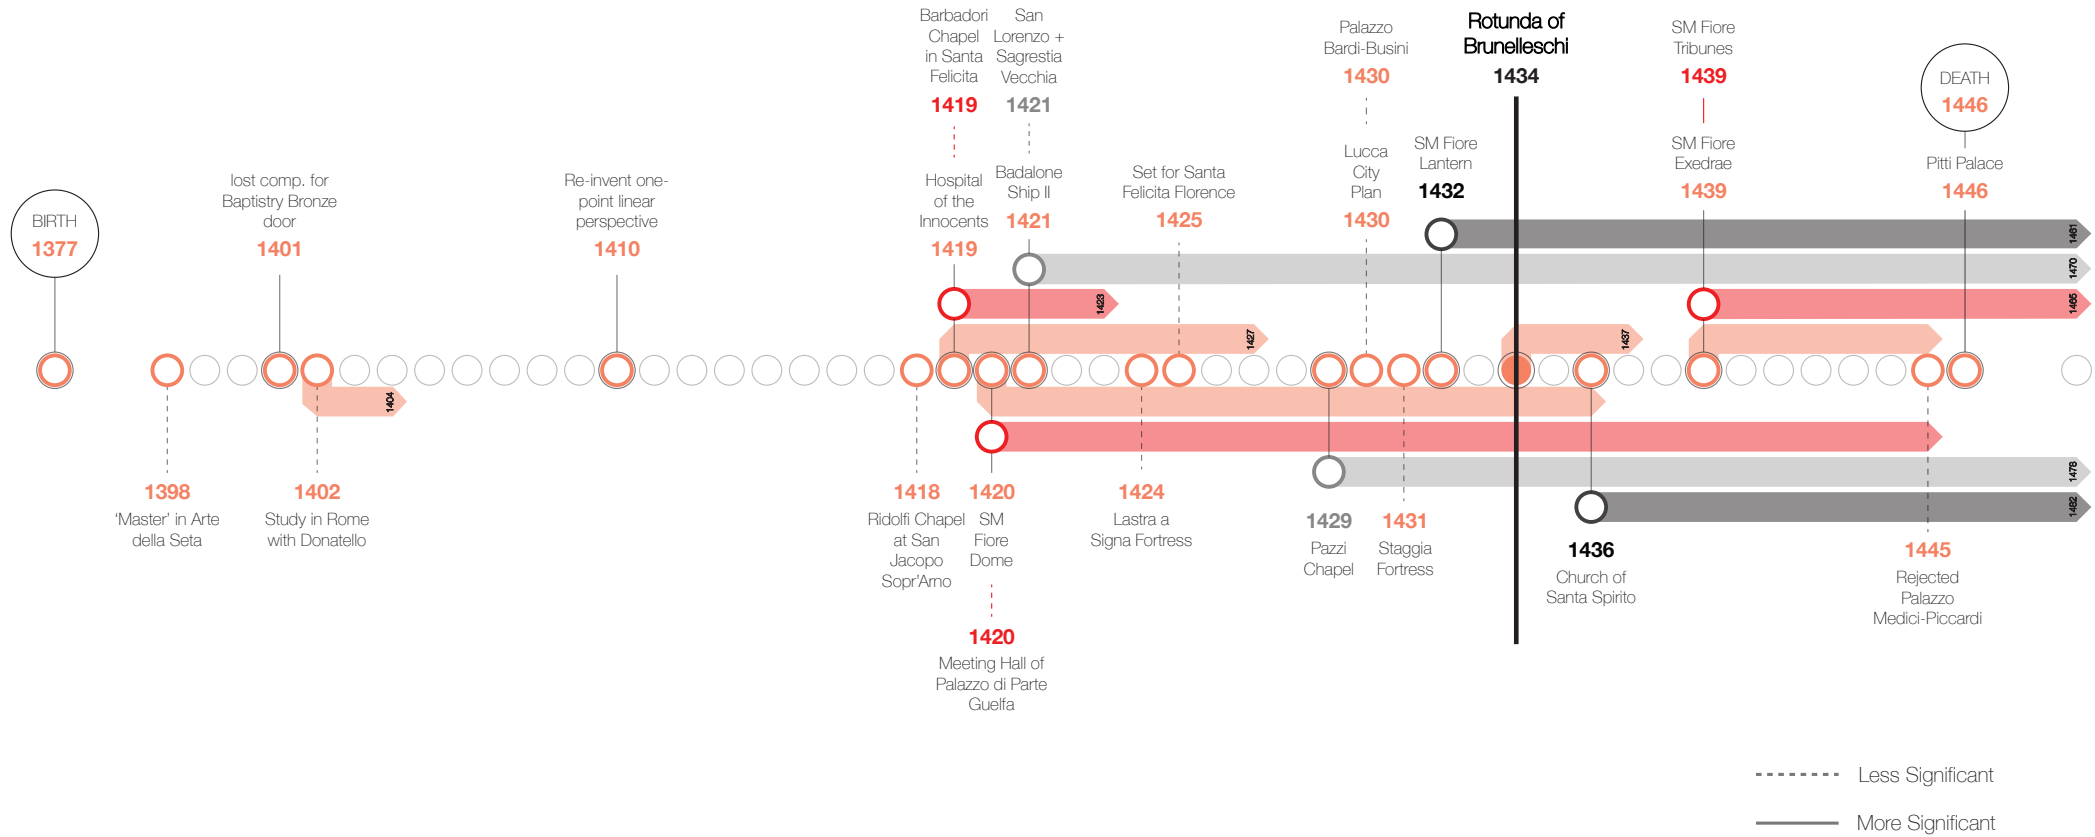 BIRTH
1377
lost comp. for
Baptistry Bronze
door
1401
Re-invent one-
point linear
perspective
1410
Barbadori
Chapel
in Santa
Felicita
1419
Hospital
of the
Innocents
1419
San
Lorenzo +
Sagrestia
Vecchia
1421
Badalone
Ship II
1421
Set for Santa
Felicita Florence
1425
Palazzo
Bardi-Busini
1430
Lucca
City
Plan
1430
SM Fiore
Lantern
1432
Rotunda of
Brunelleschi
1434
SM Fiore
Tribunes
1439
SM Fiore
Exedrae
1439
DEATH
1446
Pitti Palace
1446
1461
1470
1423
1465
1427
1437
1404
1478
1482
1398
'Master' in Arte
della Seta
1402
Study in Rome
with Donatello
1418
Ridolfi Chapel
at San
Jacopo
Sopr'Arno
1420
SM
Fiore
Dome
1420
Meeting Hall of
Palazzo di Parte
Guelfa
1424
Lastra a
Signa Fortress
1429
Pazzi
Chapel
1431
Staggia
Fortress
1436
Church of
Santa Spirito
1445
Rejected
Palazzo
Medici-Piccardi
Less Significant
More Significant